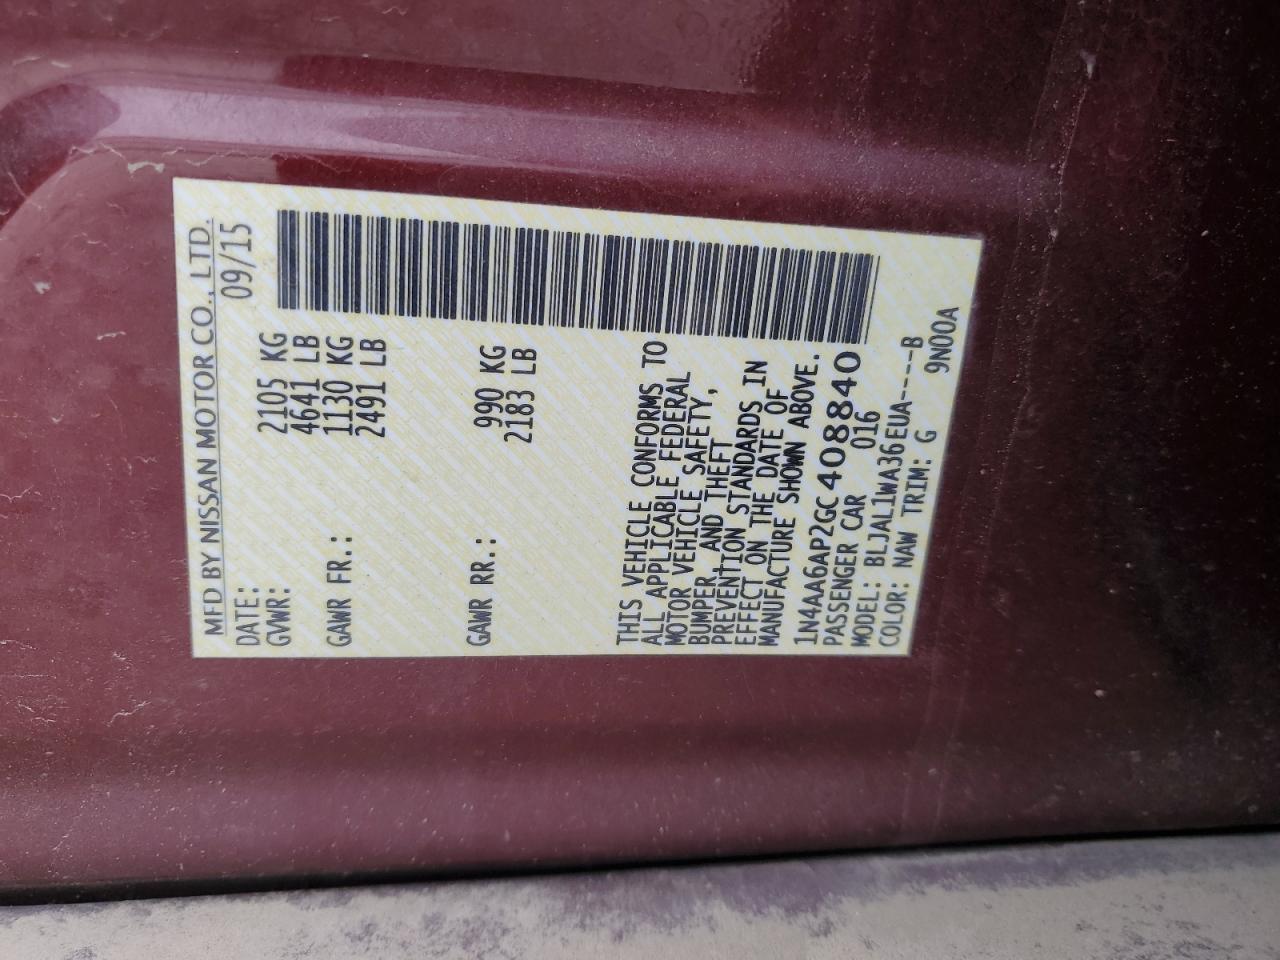 MFD BY NISSAN MOTOR CO., LTD.
DATE: 09/15
GVWR: 2105 KG
4641 LB
GAWR FR.: 1130 KG
2491 LB
GAWR RR.: 990 KG
2183 LB
THIS VEHICLE CONFORMS TO
ALL APPLICABLE FEDERAL
MOTOR VEHICLE SAFETY,
BUMPER, AND THEFT
PREVENTION STANDARDS IN
EFFECT ON THE DATE OF
MANUFACTURE SHOWN ABOVE.
1N4AA6AP2GC408840
PASSENGER CAR 016
MODEL: BLJAL1WA36EUA----B
COLOR: NAW TRIM: G 9N00A